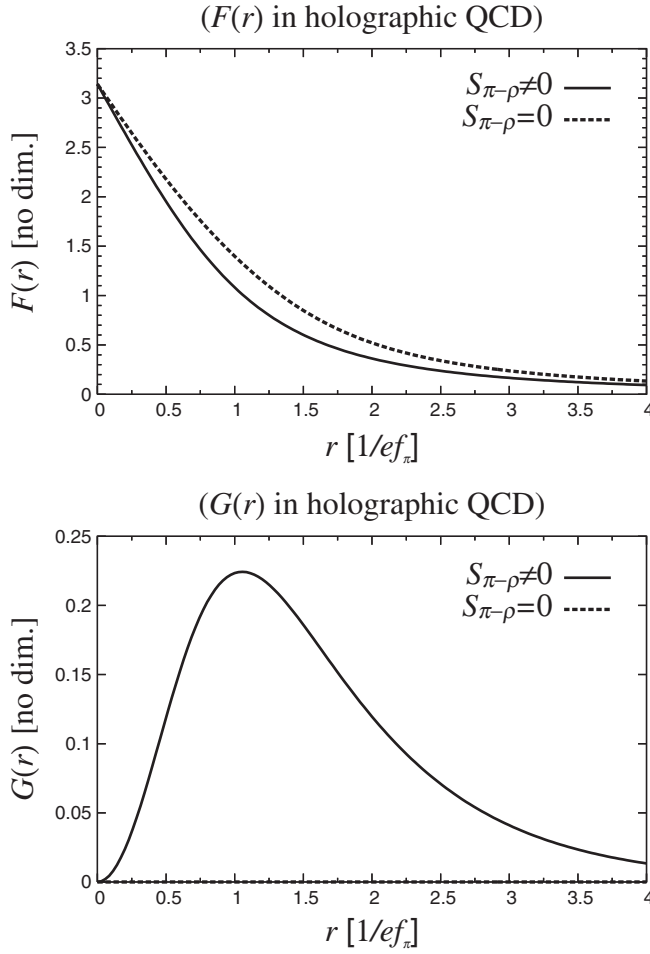 (F(r) in holographic QCD)
S_{π−ρ}≠0
S_{π−ρ}=0
F(r) [no dim.]
3.5
3
2.5
2
1.5
1
0.5
0
0 0.5 1 1.5 2 2.5 3 3.5 4
r [1/ef_π]
(G(r) in holographic QCD)
S_{π−ρ}≠0
S_{π−ρ}=0
G(r) [no dim.]
0.25
0.2
0.15
0.1
0.05
0
0 0.5 1 1.5 2 2.5 3 3.5 4
r [1/ef_π]